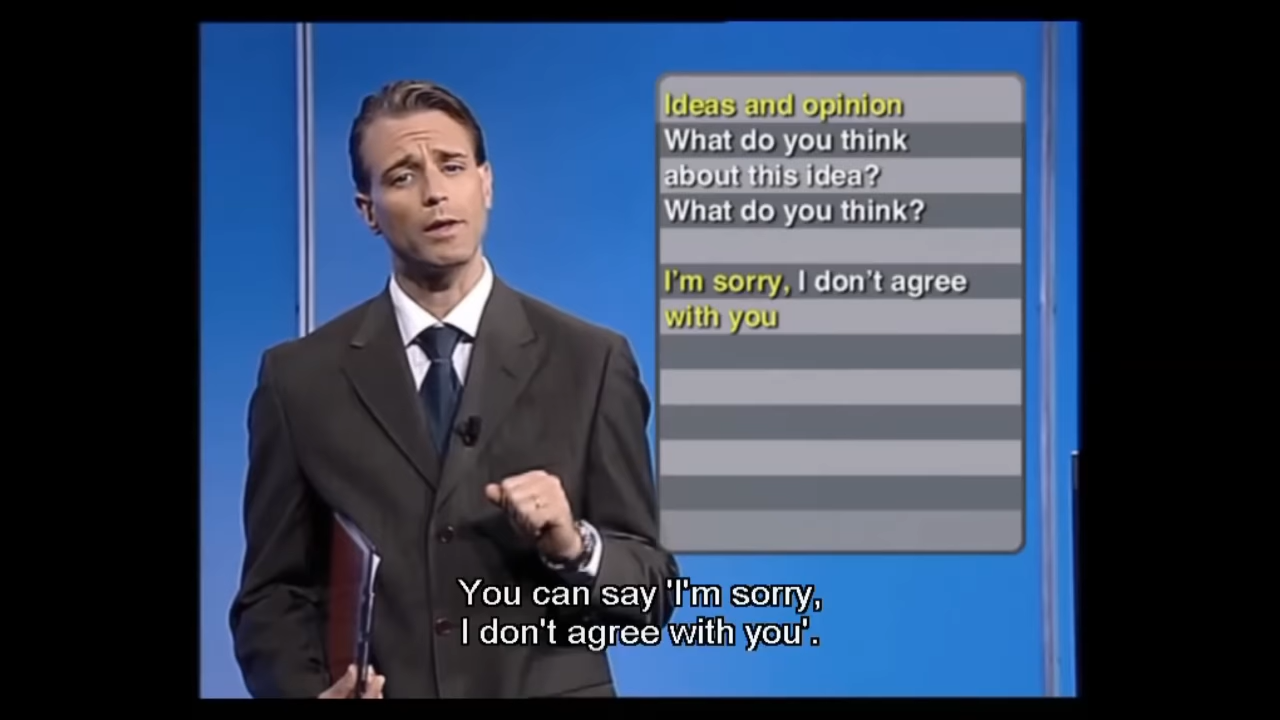 Ideas and opinion
What do you think
about this idea?
What do you think?
I'm sorry, I don't agree
with you
You can say 'I'm sorry,
I don't agree with you'.